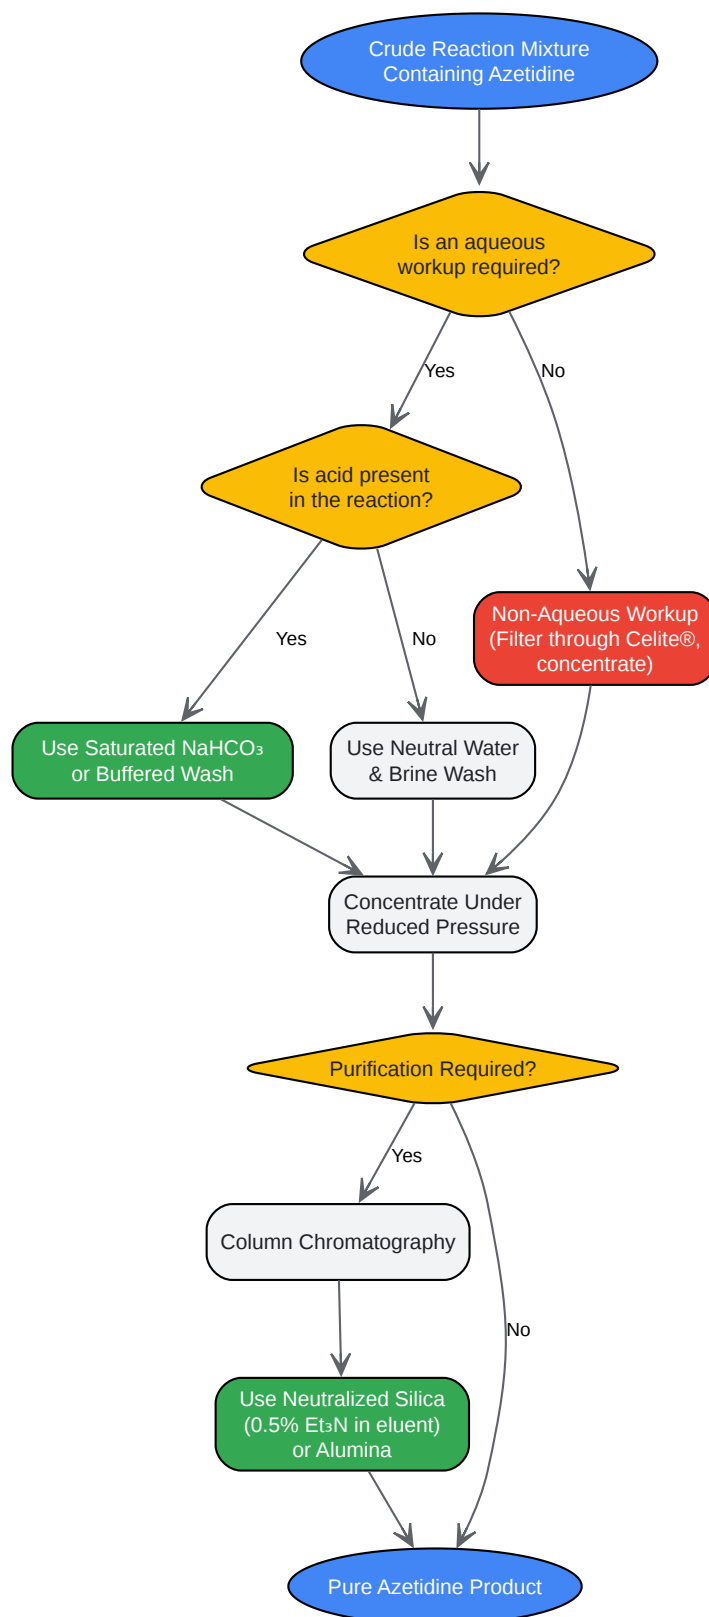 Crude Reaction Mixture
Containing Azetidine
Is an aqueous
workup required?
Yes
No
Is acid present
in the reaction?
Non-Aqueous Workup
(Filter through Celite®,
concentrate)
Yes
No
Use Saturated NaHCO₃
or Buffered Wash
Use Neutral Water
& Brine Wash
Concentrate Under
Reduced Pressure
Purification Required?
Yes
Column Chromatography
No
Use Neutralized Silica
(0.5% Et₃N in eluent)
or Alumina
Pure Azetidine Product